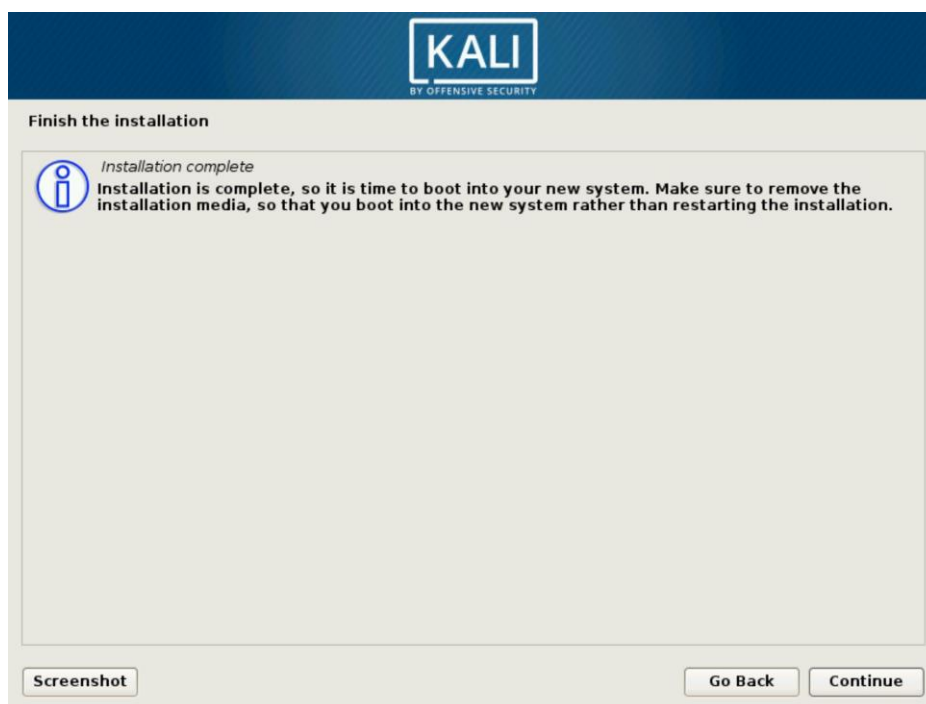 KALI
BY OFFENSIVE SECURITY
Finish the installation
Installation complete
Installation is complete, so it is time to boot into your new system. Make sure to remove the
installation media, so that you boot into the new system rather than restarting the installation.
Screenshot
Go Back
Continue